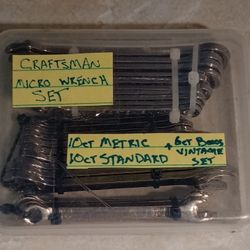 CRAFTSMAN
MICRO WRENCH
SET
10ct METRIC
10ct STANDARD
+ 6ct BONUS
VINTAGE
SET